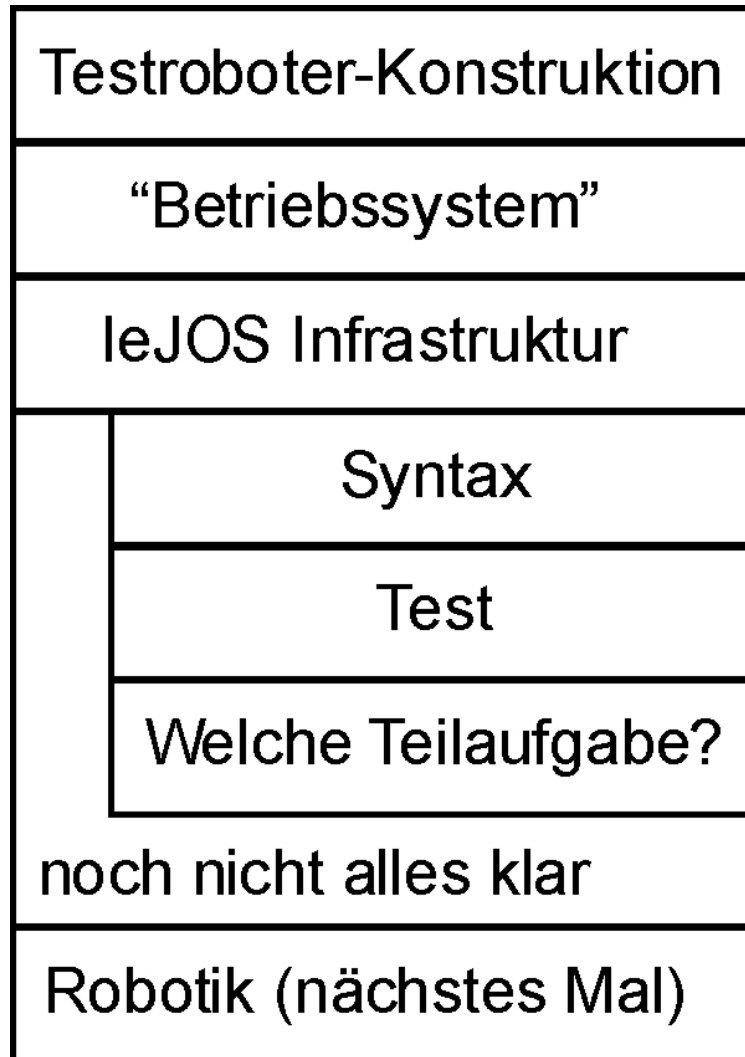 Testroboter-Konstruktion
“Betriebssystem”
leJOS Infrastruktur
Syntax
Test
Welche Teilaufgabe?
noch nicht alles klar
Robotik (nächstes Mal)